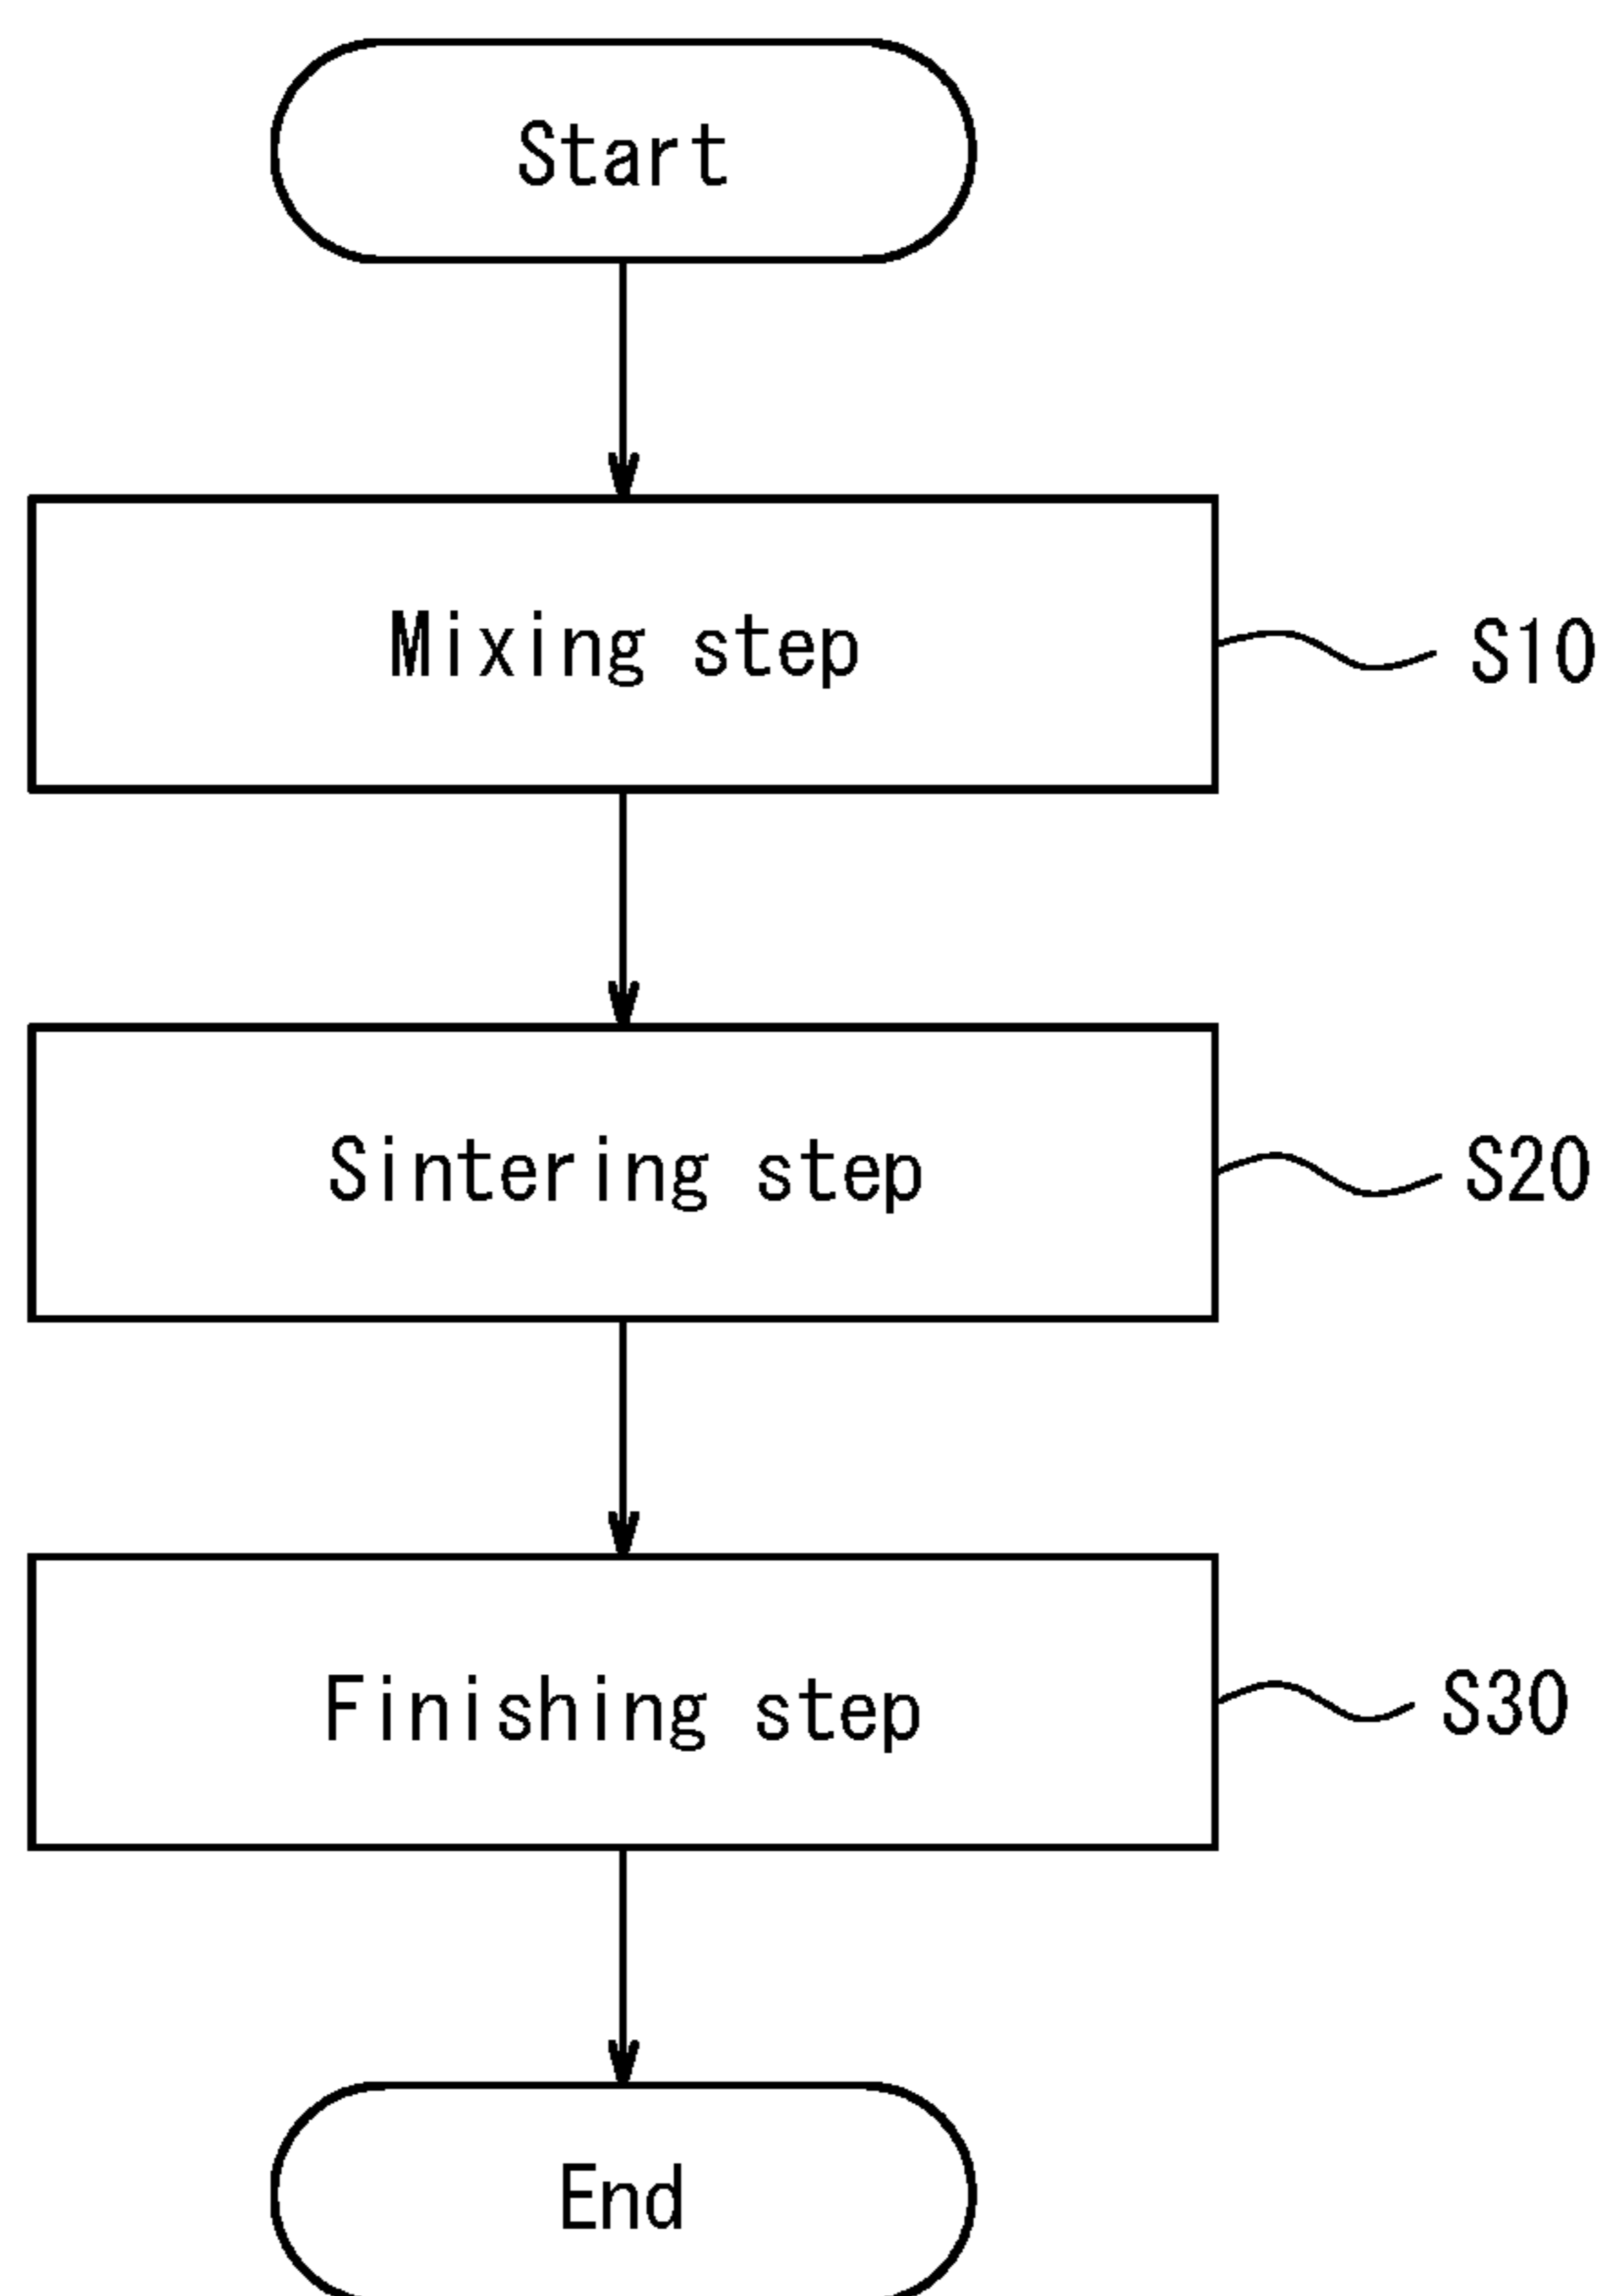 Start
Mixing step
S10
Sintering step
S20
Finishing step
S30
End